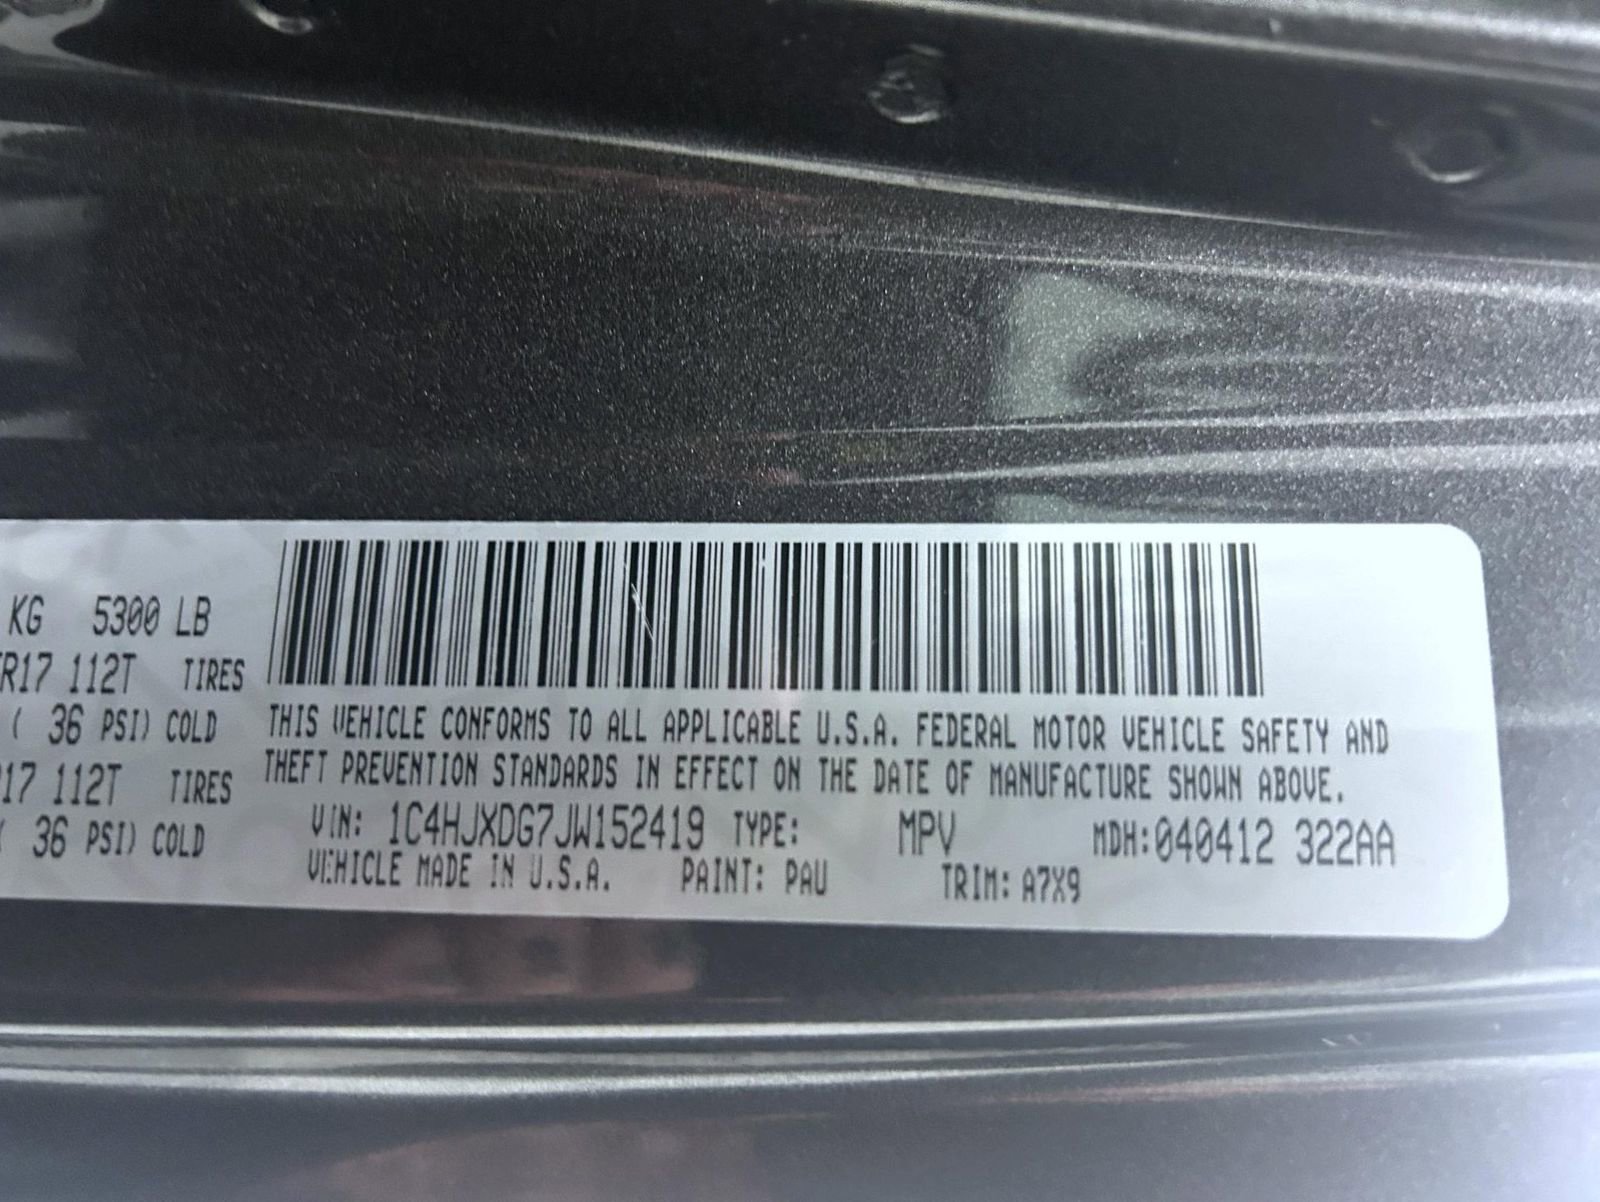 KG 5300 LB
R17 112T TIRES
( 36 PSI) COLD
R17 112T TIRES
( 36 PSI) COLD
THIS VEHICLE CONFORMS TO ALL APPLICABLE U.S.A. FEDERAL MOTOR VEHICLE SAFETY AND
THEFT PREVENTION STANDARDS IN EFFECT ON THE DATE OF MANUFACTURE SHOWN ABOVE.
VIN: 1C4HJXDG7JW152419 TYPE: MPV MDH:040412 322AA
VEHICLE MADE IN U.S.A. PAINT: PAU TRIM: A7X9